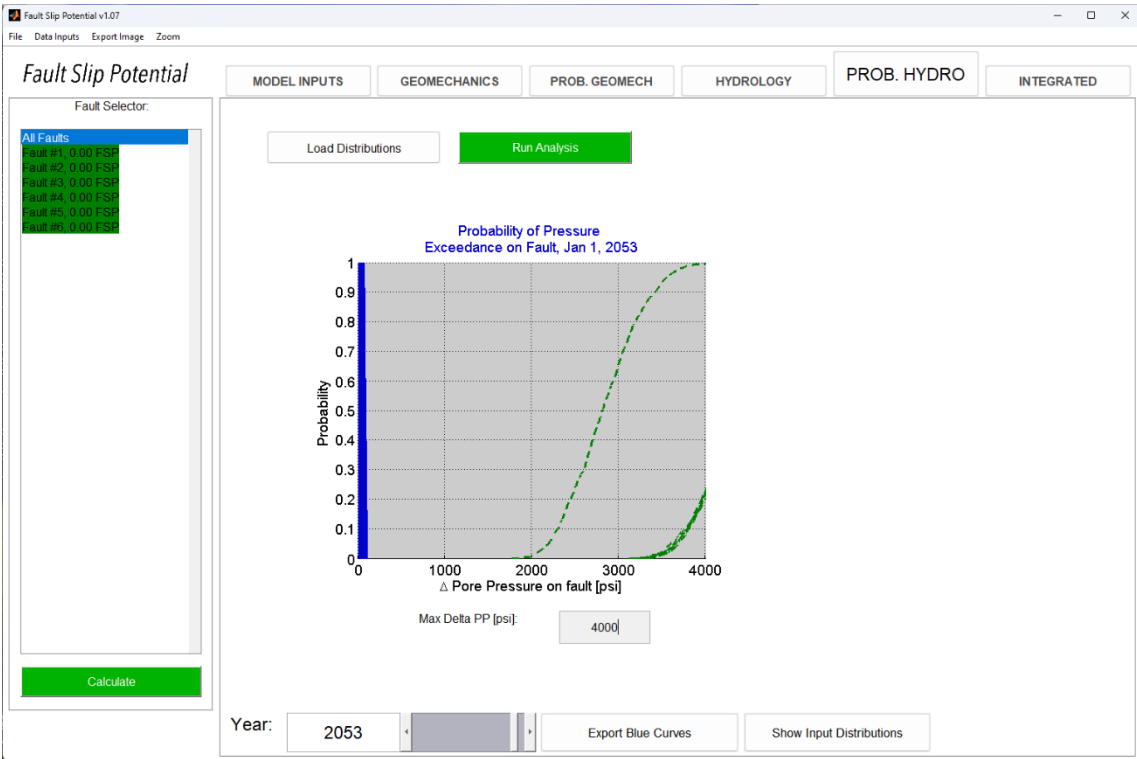 Fault Slip Potential v1.07
File Data Inputs Export Image Zoom
Fault Slip Potential
MODEL INPUTS
GEOMECHANICS
PROB. GEOMECH
HYDROLOGY
PROB. HYDRO
INTEGRATED
Fault Selector:
All Faults
Fault #1, 0.00 FSP
Fault #2, 0.00 FSP
Fault #3, 0.00 FSP
Fault #4, 0.00 FSP
Fault #5, 0.00 FSP
Fault #6, 0.00 FSP
Calculate
Load Distributions
Run Analysis
Probability of Pressure
Exceedance on Fault, Jan 1, 2053
Probability
1
0.9
0.8
0.7
0.6
0.5
0.4
0.3
0.2
0.1
0
0 1000 2000 3000 4000
Δ Pore Pressure on fault [psi]
Max Delta PP [psi]:
4000
Year:
2053
Export Blue Curves
Show Input Distributions